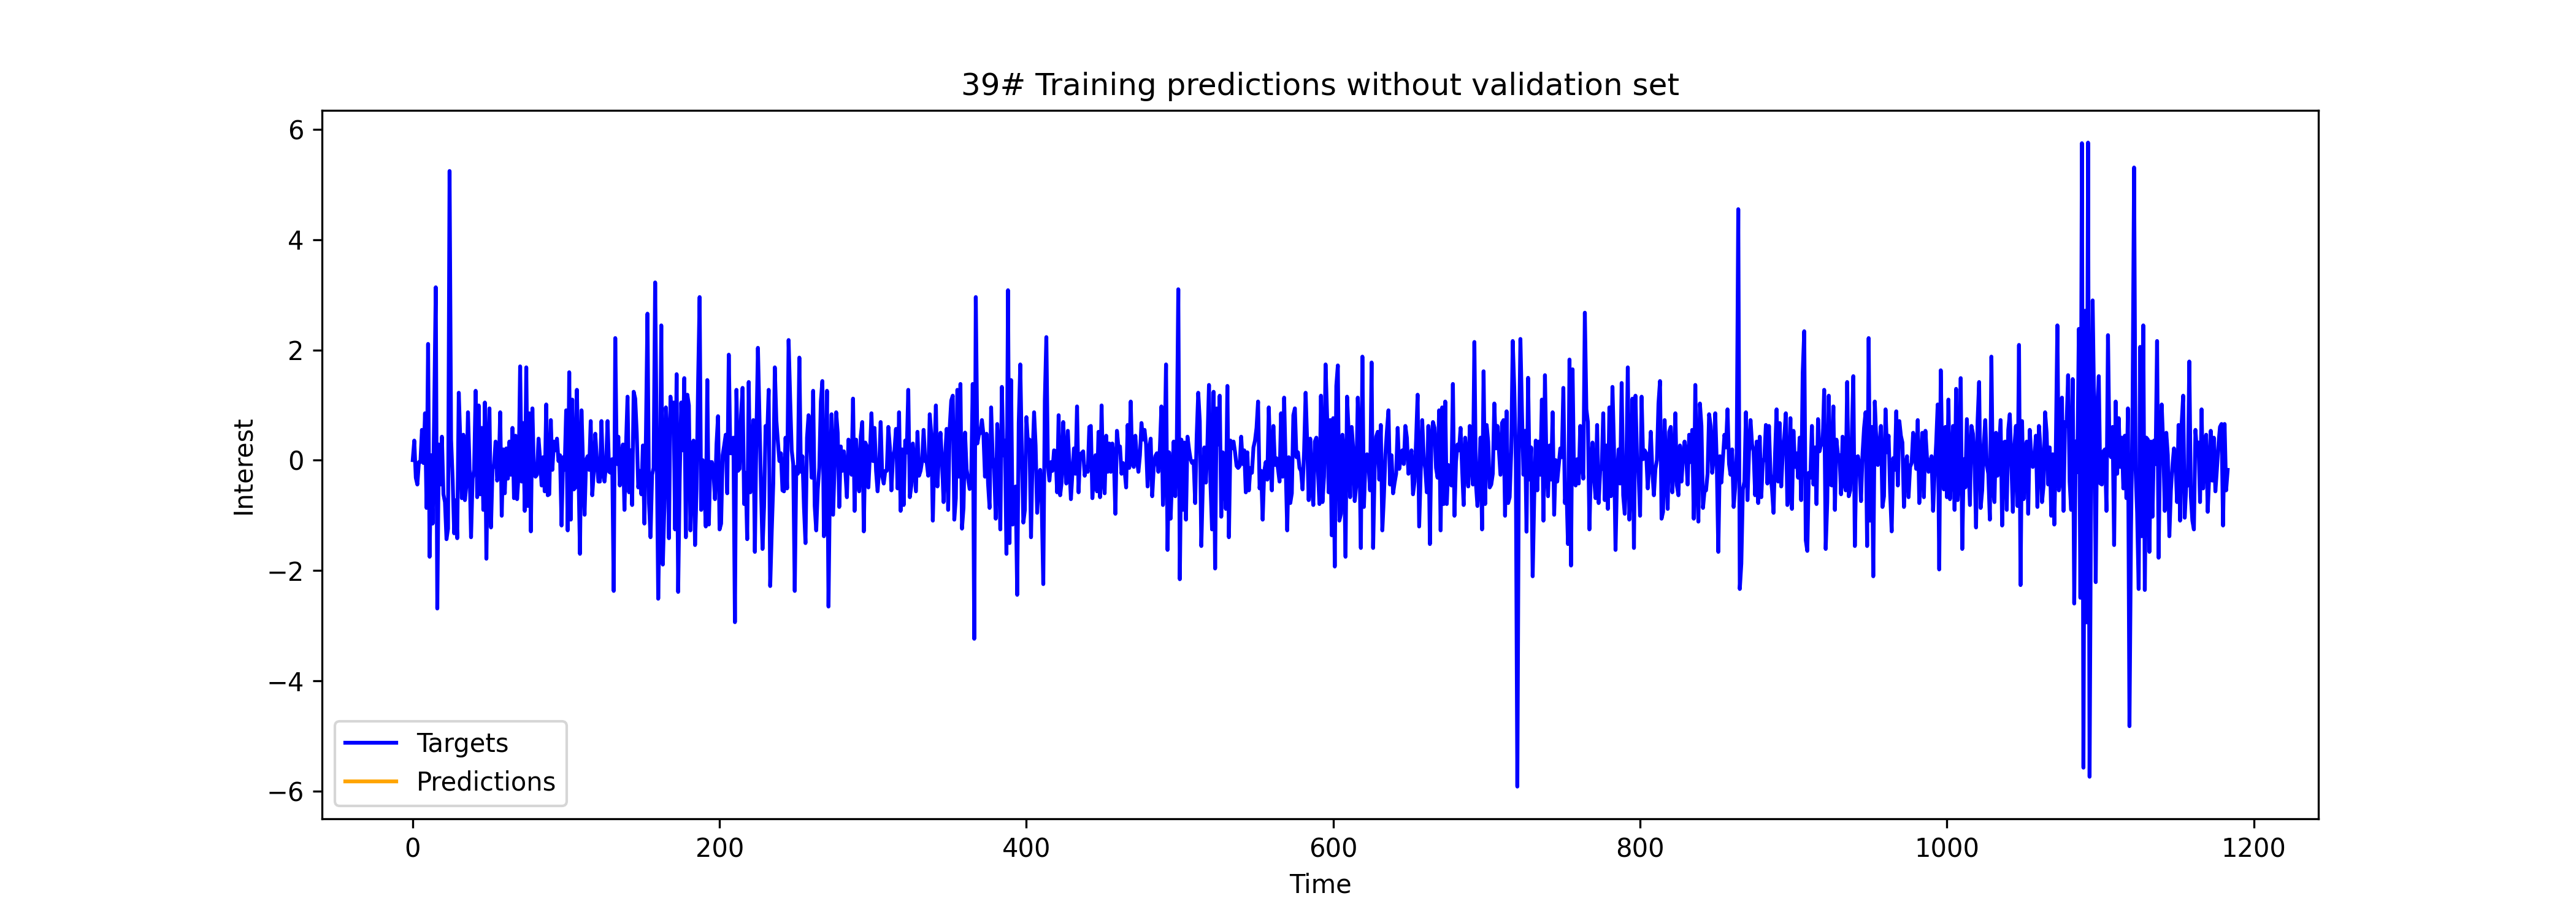 39# Training predictions without validation set
6
4
2
0
−2
−4
−6
Interest
Targets
Predictions
0 200 400 600 800 1000 1200
Time